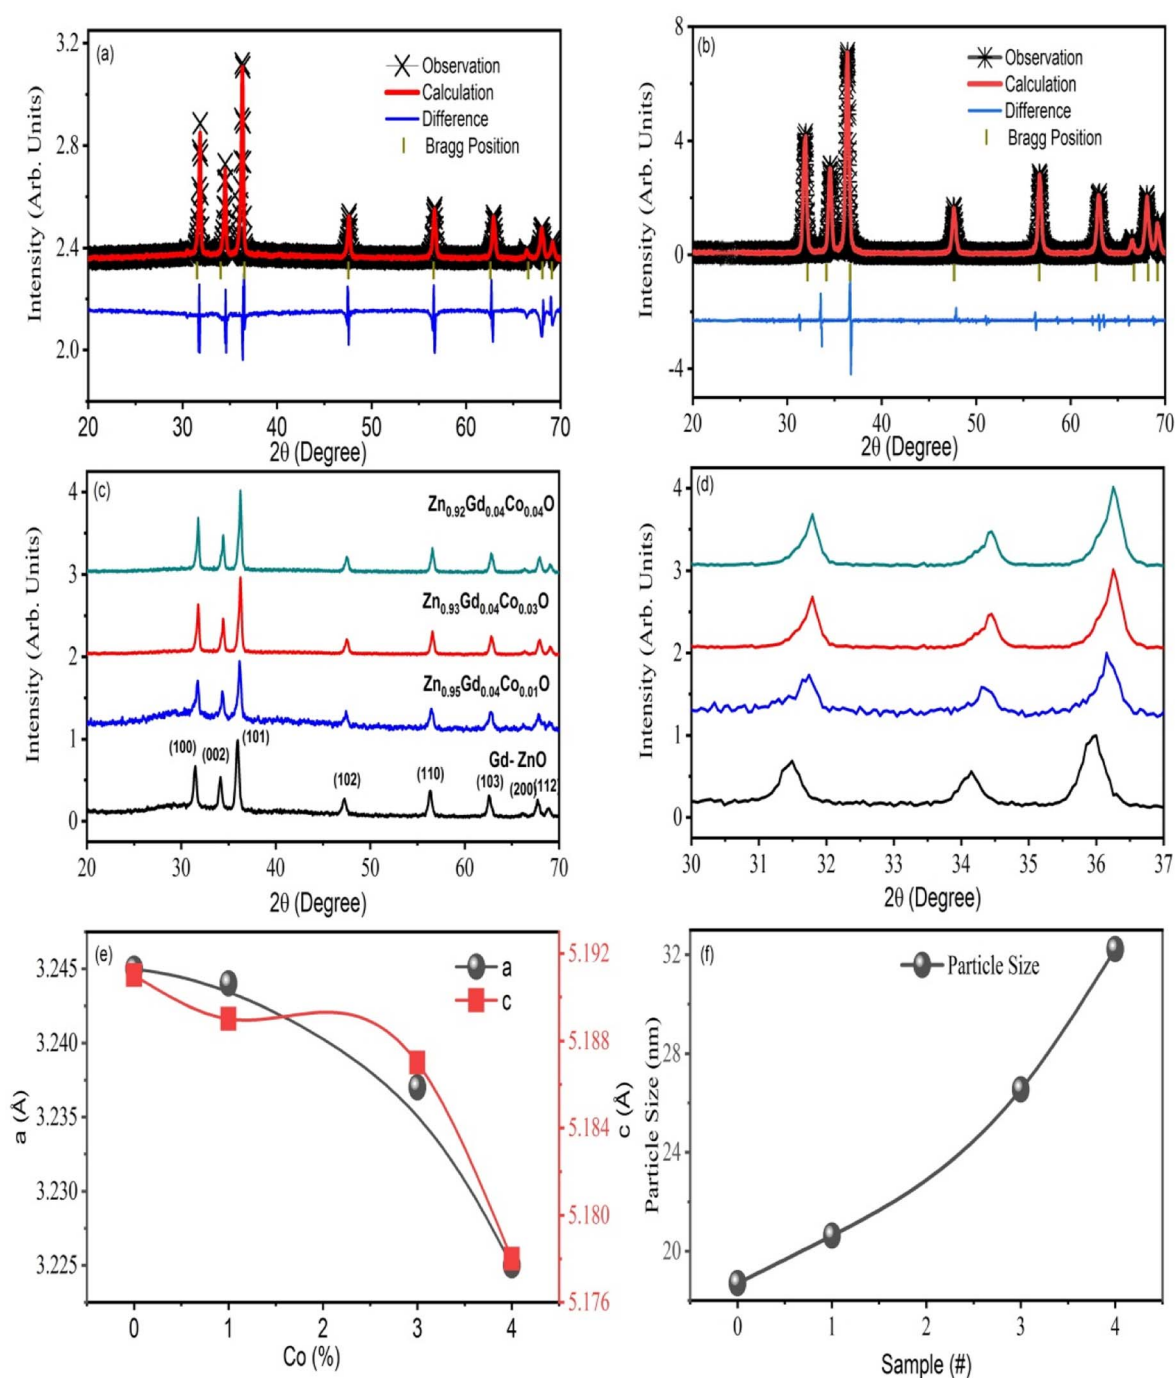 (a)
Observation
Calculation
Difference
Bragg Position
3.2
2.8
2.4
2.0
Intensity (Arb. Units)
20 30 40 50 60 70
2θ (Degree)
(b)
Observation
Calculation
Difference
Bragg Position
8
4
0
-4
Intensity (Arb. Units)
20 30 40 50 60 70
2θ (Degree)
(c)
Zn0.92Gd0.04Co0.04O
Zn0.93Gd0.04Co0.03O
Zn0.95Gd0.04Co0.01O
Gd- ZnO
(100) (002) (101) (102) (110) (103) (200) (112)
4
3
2
1
0
Intensity (Arb. Units)
20 30 40 50 60 70
2θ (Degree)
(d)
4
3
2
1
0
Intensity (Arb. Units)
30 31 32 33 34 35 36 37
2θ (Degree)
(e)
a
c
3.245
3.240
3.235
3.230
3.225
a (Å)
5.192
5.188
5.184
5.180
5.176
c (Å)
0 1 2 3 4
Co (%)
(f)
Particle Size
32
28
24
20
Particle Size (nm)
0 1 2 3 4
Sample (#)